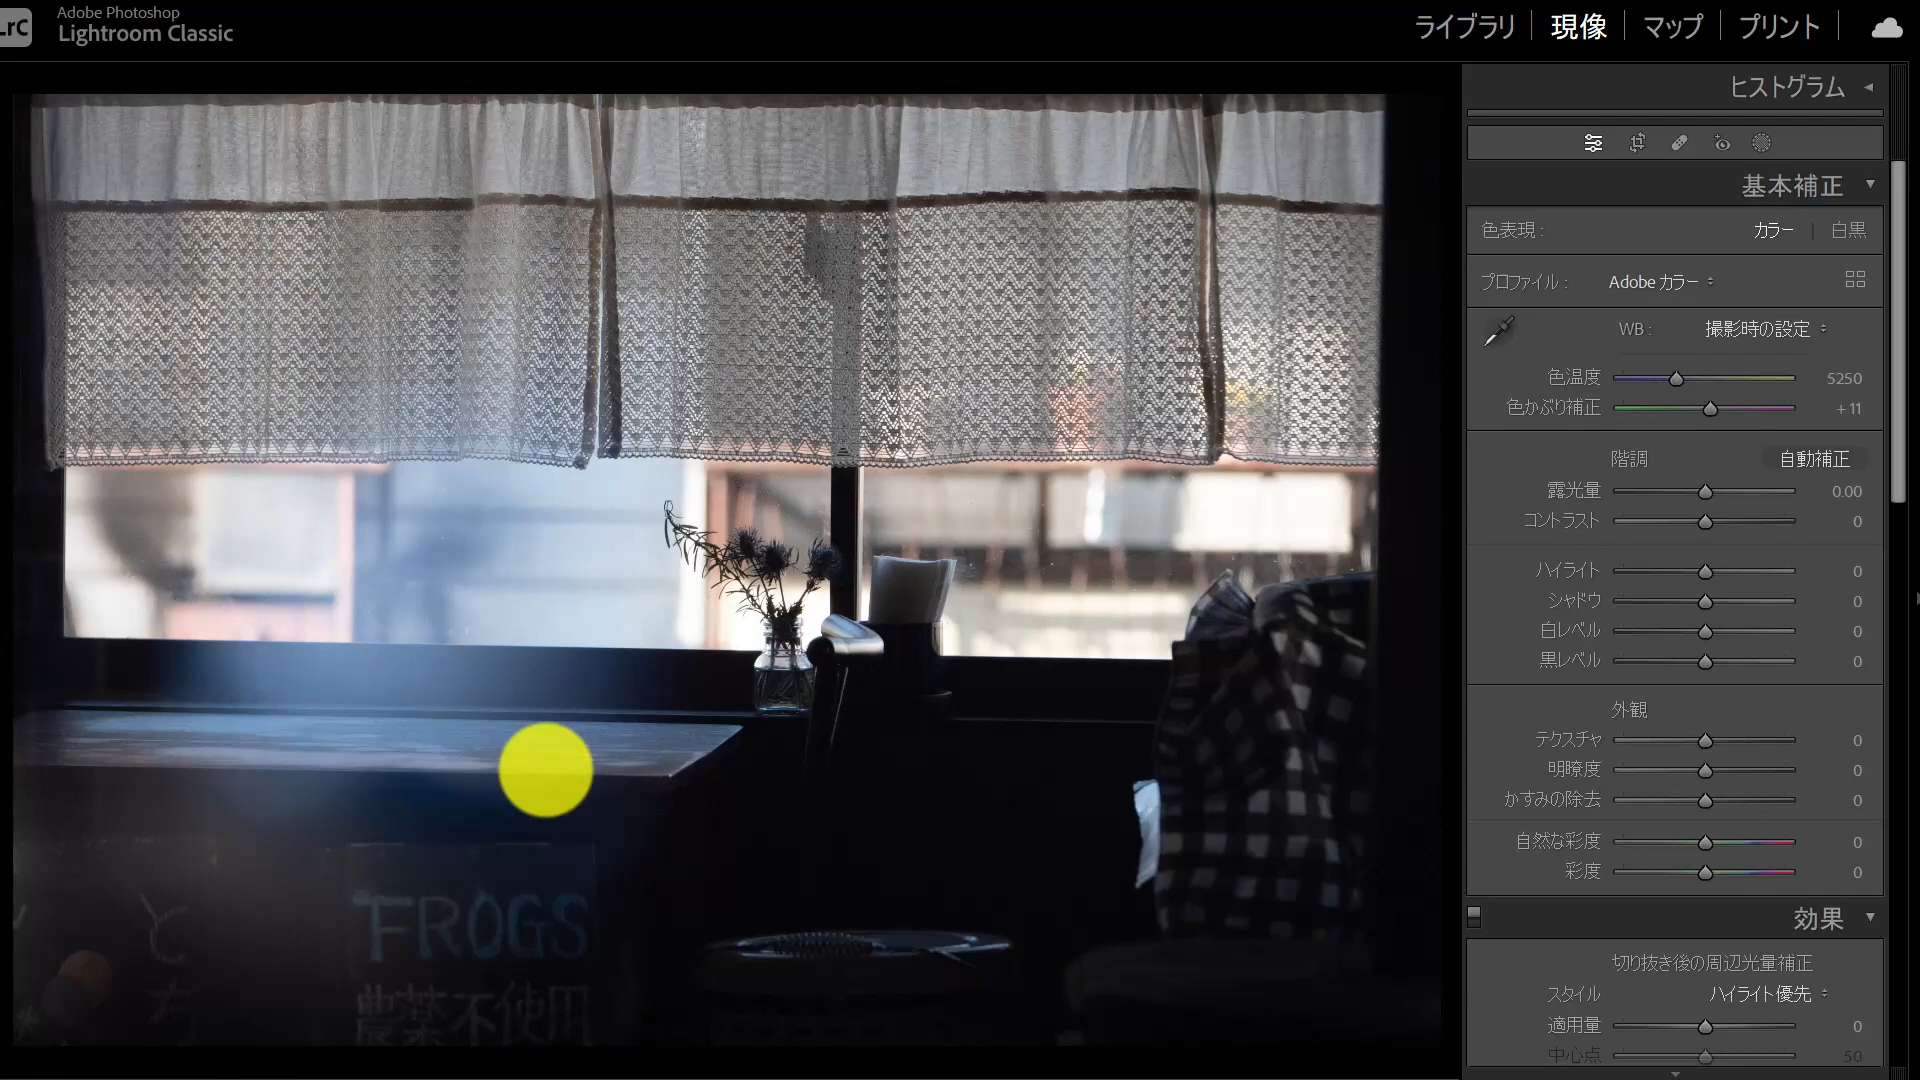 LrC
Adobe Photoshop
Lightroom Classic
ライブラリ
現像
マップ
プリント
ヒストグラム
基本補正
色表現 :
カラー
白黒
プロファイル :
Adobe カラー
WB :
撮影時の設定
色温度
5250
色かぶり補正
+ 11
階調
自動補正
露光量
0.00
コントラスト
0
ハイライト
0
シャドウ
0
白レベル
0
黒レベル
0
外観
テクスチャ
0
明瞭度
0
かすみの除去
0
自然な彩度
0
彩度
0
効果
切り抜き後の周辺光量補正
スタイル
ハイライト優先
適用量
0
中心点
50
FROGS
農薬不使用